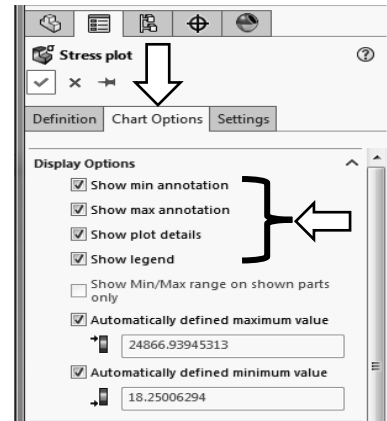 Stress plot
Definition Chart Options Settings
Display Options
Show min annotation
Show max annotation
Show plot details
Show legend
Show Min/Max range on shown parts
only
Automatically defined maximum value
24866.93945313
Automatically defined minimum value
18.25006294